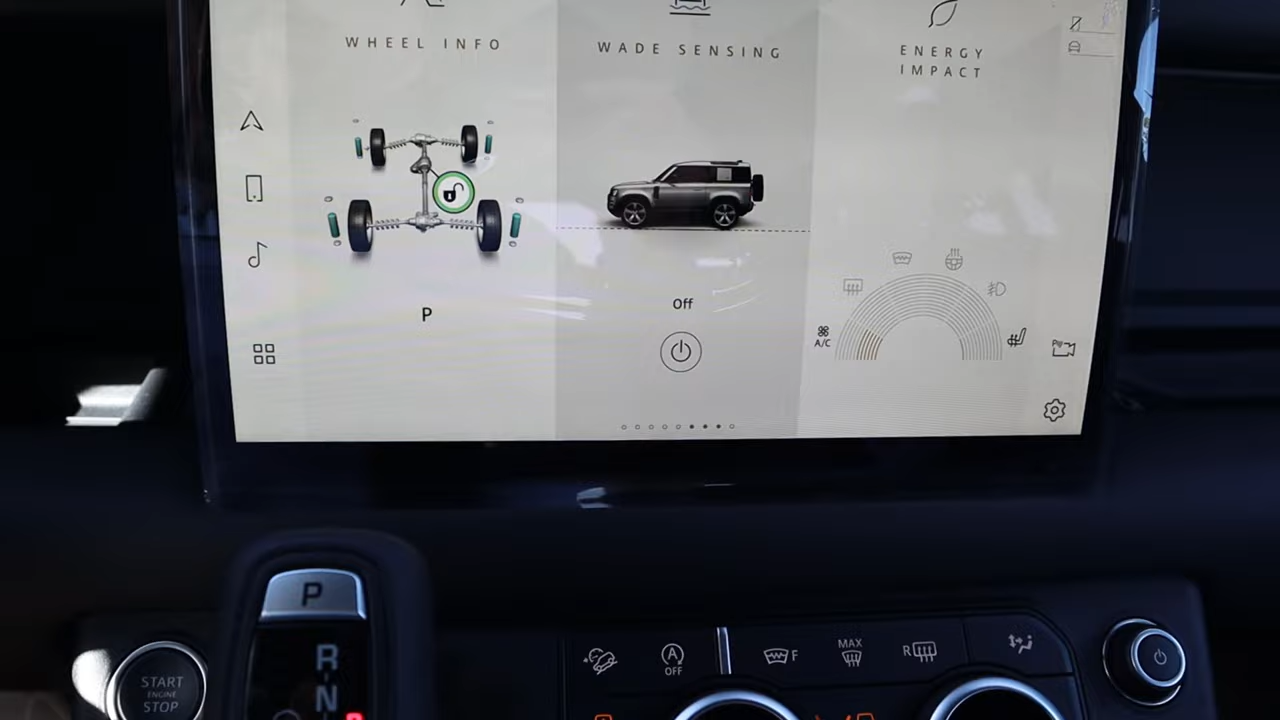 WHEEL INFO
WADE SENSING
ENERGY
IMPACT
P
Off
A/C
P
R
N
START
ENGINE
STOP
A
OFF
F
MAX
R